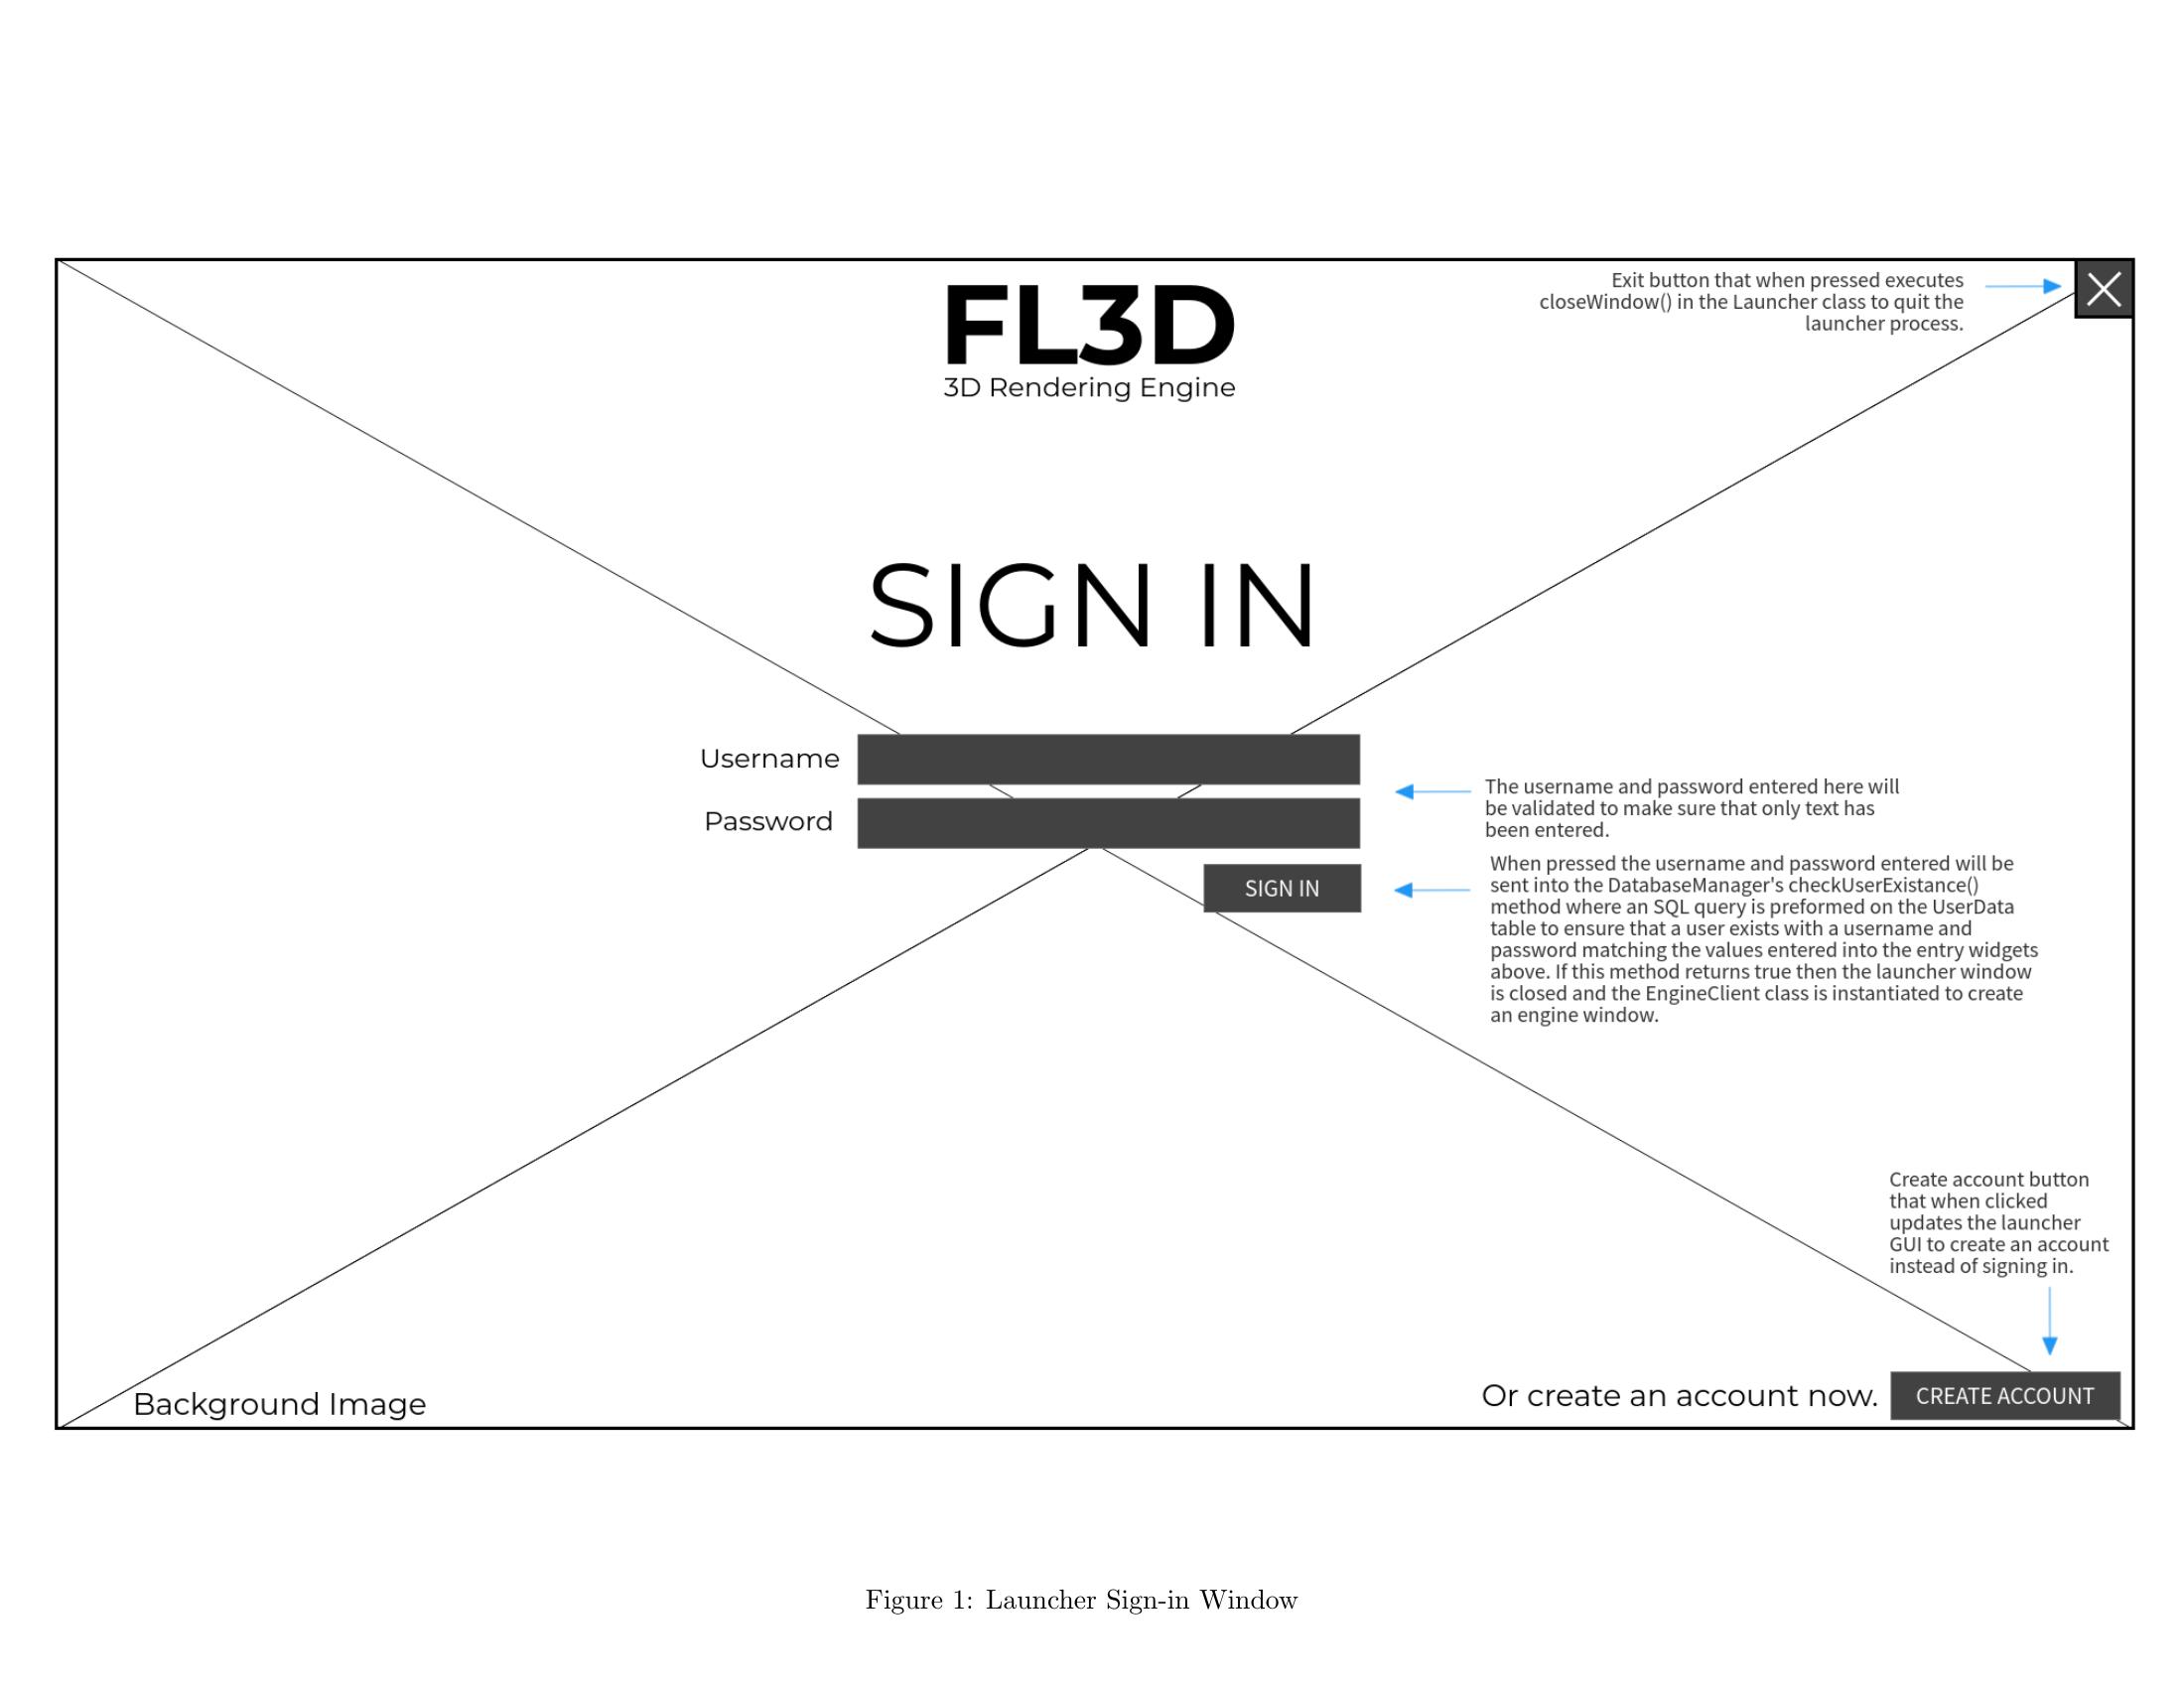 FL3D
3D Rendering Engine
Exit button that when pressed executes
closeWindow() in the Launcher class to quit the
launcher process.
SIGN IN
Username
Password
The username and password entered here will
be validated to make sure that only text has
been entered.
SIGN IN
When pressed the username and password entered will be
sent into the DatabaseManager's checkUserExistance()
method where an SQL query is preformed on the UserData
table to ensure that a user exists with a username and
password matching the values entered into the entry widgets
above. If this method returns true then the launcher window
is closed and the EngineClient class is instantiated to create
an engine window.
Create account button
that when clicked
updates the launcher
GUI to create an account
instead of signing in.
Background Image
Or create an account now.
CREATE ACCOUNT
Figure 1: Launcher Sign-in Window